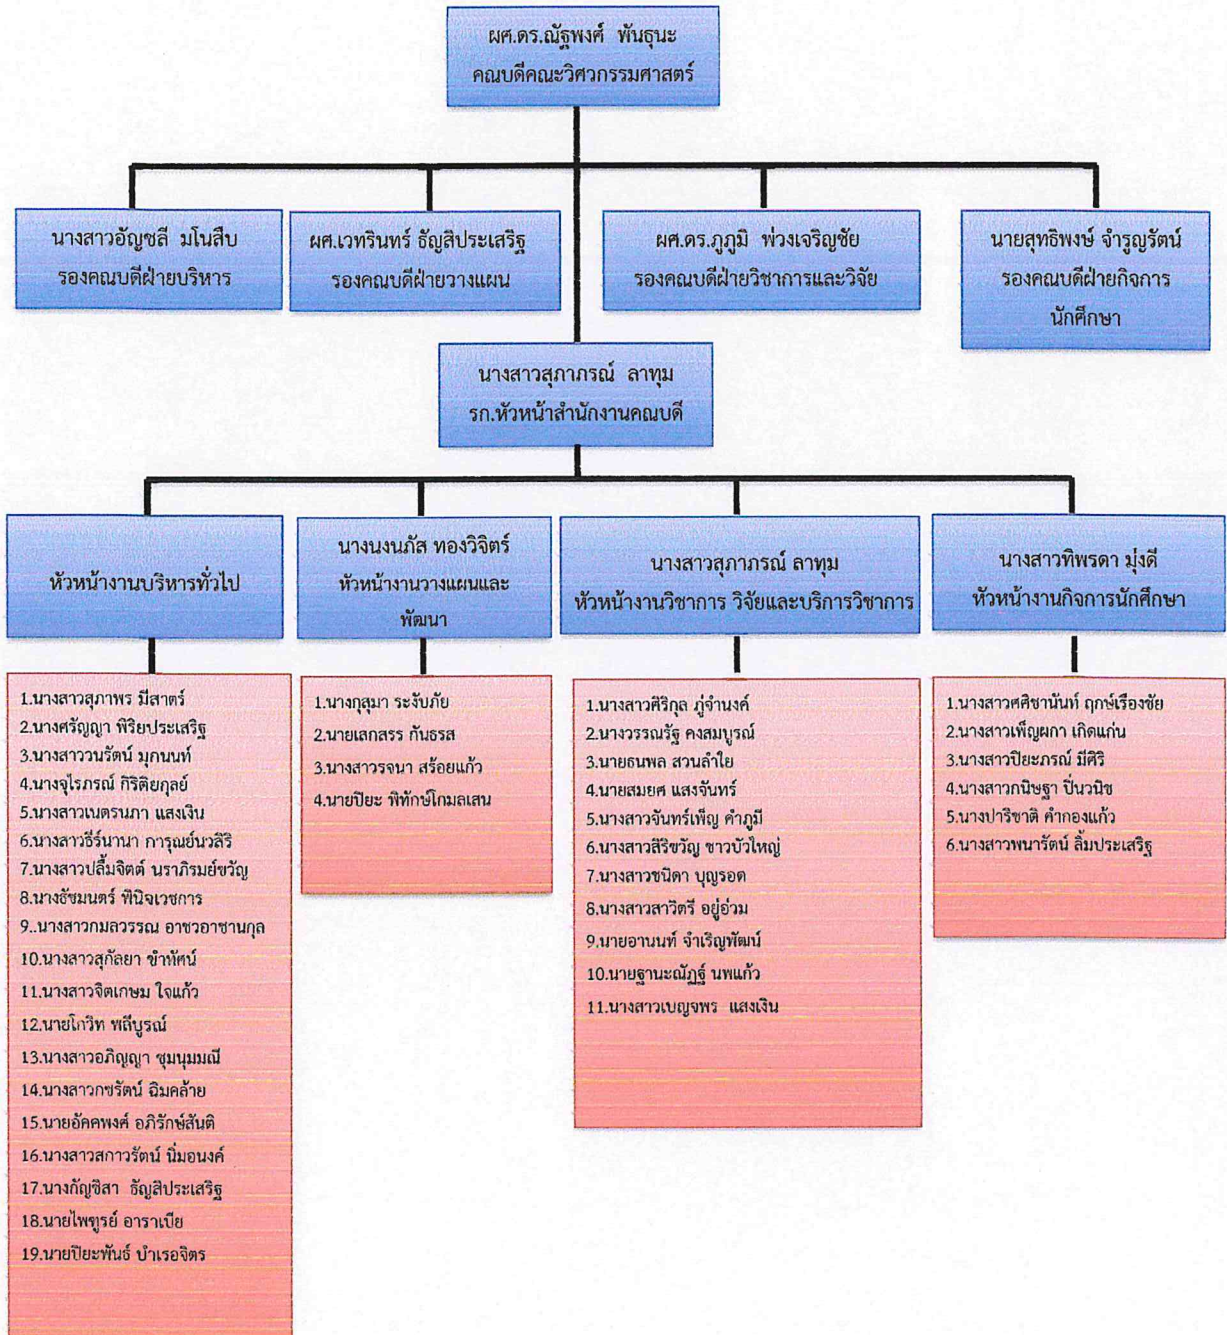 ผศ.ดร.ณัฐพงศ์ พันธุนะ
คณบดีคณะวิศวกรรมศาสตร์
นางสาวอัญชลี มโนสืบ
รองคณบดีฝ่ายบริหาร
ผศ.เวทรินทร์ ธัญสิประเสริฐ
รองคณบดีฝ่ายวางแผน
ผศ.ดร.ภูภูมิ พ่วงเจริญชัย
รองคณบดีฝ่ายวิชาการและวิจัย
นายสุทธิพงษ์ จำรูญรัตน์
รองคณบดีฝ่ายกิจการ
นักศึกษา
นางสาวสุภาภรณ์ ลาทุม
รก.หัวหน้าสำนักงานคณบดี
หัวหน้างานบริหารทั่วไป
นางนงนภัส ทองวิจิตร์
หัวหน้างานวางแผนและ
พัฒนา
นางสาวสุภาภรณ์ ลาทุม
หัวหน้างานวิชาการ วิจัยและบริการวิชาการ
นางสาวทิพรดา มุ่งดี
หัวหน้างานกิจการนักศึกษา
1.นางสาวสุภาพร มีสาตร์
2.นางศรัญญา พิริยประเสริฐ
3.นางสาววนรัตน์ มุกนนท์
4.นางจุไรภรณ์ กิริติยกุลย์
5.นางสาวเนตรนภา แสงเงิน
6.นางสาวธีร์นานา การุณย์นวสิริ
7.นางสาวปลื้มจิตต์ นราภิรมย์ขวัญ
8.นางธัชมนตร์ พินิจเวชการ
9..นางสาวกมลวรรณ อาชวอาชานกุล
10.นางสาวสุกัลยา ขำทัศน์
11.นางสาวจิตเกษม ใจแก้ว
12.นายโกวิท พลีบูรณ์
13.นางสาวอภิญญา ชุมนุมมณี
14.นางสาวกชรัตน์ ฉิมคล้าย
15.นายอัคคพงศ์ อภิรักษ์สันติ
16.นางสาวสกาวรัตน์ นิ่มอนงค์
17.นางกัญชิสา ธัญสิประเสริฐ
18.นายไพฑูรย์ อาราเบีย
19.นายปิยะพันธ์ บำเรอจิตร
1.นางกุสุมา ระงับภัย
2.นายเลกสรร กันธรส
3.นางสาวรจนา สร้อยแก้ว
4.นายปิยะ พิทักษ์โกมลเสน
1.นางสาวศิริกุล ภู่จำนงค์
2.นางวรรณรัฐ คงสมบูรณ์
3.นายธนพล สวนลำใย
4.นายสมยศ แสงจันทร์
5.นางสาวจันทร์เพ็ญ คำภูมี
6.นางสาวสิริขวัญ ชาวบัวใหญ่
7.นางสาวชนิดา บุญรอด
8.นางสาวสาวิตรี อยู่อ่วม
9.นายอานนท์ จำเริญพัฒน์
10.นายฐานะณัฏฐ์ นพแก้ว
11.นางสาวเบญจพร แสงเงิน
1.นางสาวศศิชานันท์ ฤกษ์เรืองชัย
2.นางสาวเพ็ญผกา เกิดแก่น
3.นางสาวปิยะภรณ์ มีศิริ
4.นางสาวกนิษฐา ปิ่นวนิช
5.นางปาริชาติ คำกองแก้ว
6.นางสาวพนารัตน์ ลิ้มประเสริฐ